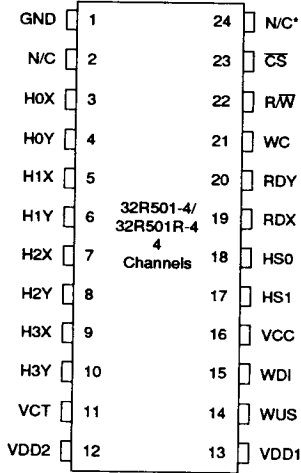 GND 1 24 N/C*
N/C 2 23 C̅S̅
H0X 3 22 R/W̅
H0Y 4 21 WC
H1X 5 20 RDY
H1Y 6 32R501-4/ 19 RDX
32R501R-4
H2X 7 4 18 HS0
Channels
H2Y 8 17 HS1
H3X 9 16 VCC
H3Y 10 15 WDI
VCT 11 14 WUS
VDD2 12 13 VDD1